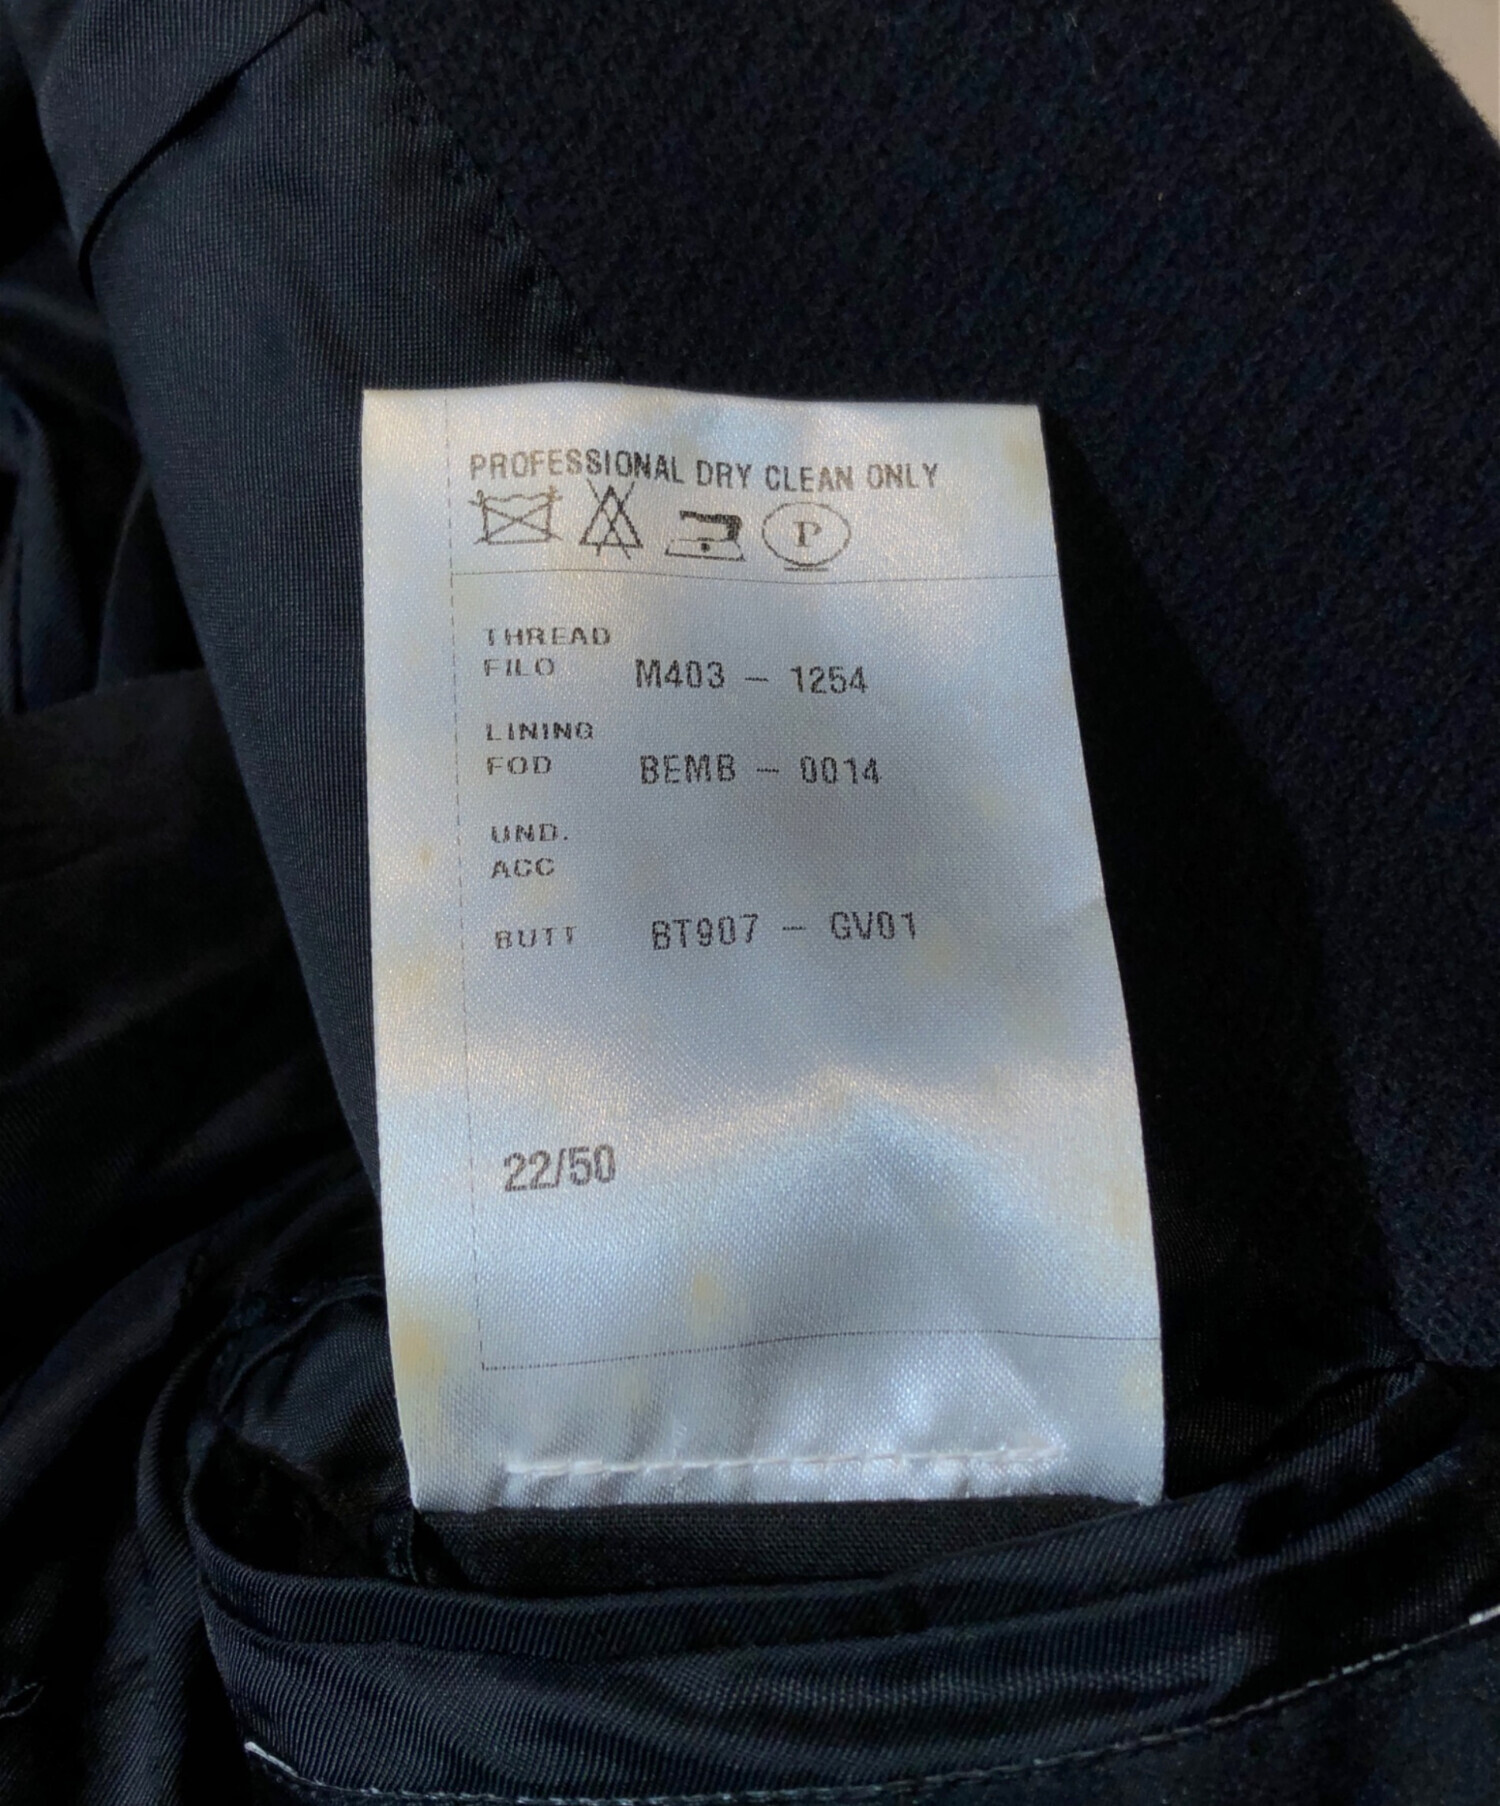 PROFESSIONAL DRY CLEAN ONLY
P
THREAD
FILO M403 - 1254
LINING
FOD BEMB - 0014
UND.
ACC
BUTT BT907 - GV01
22/50